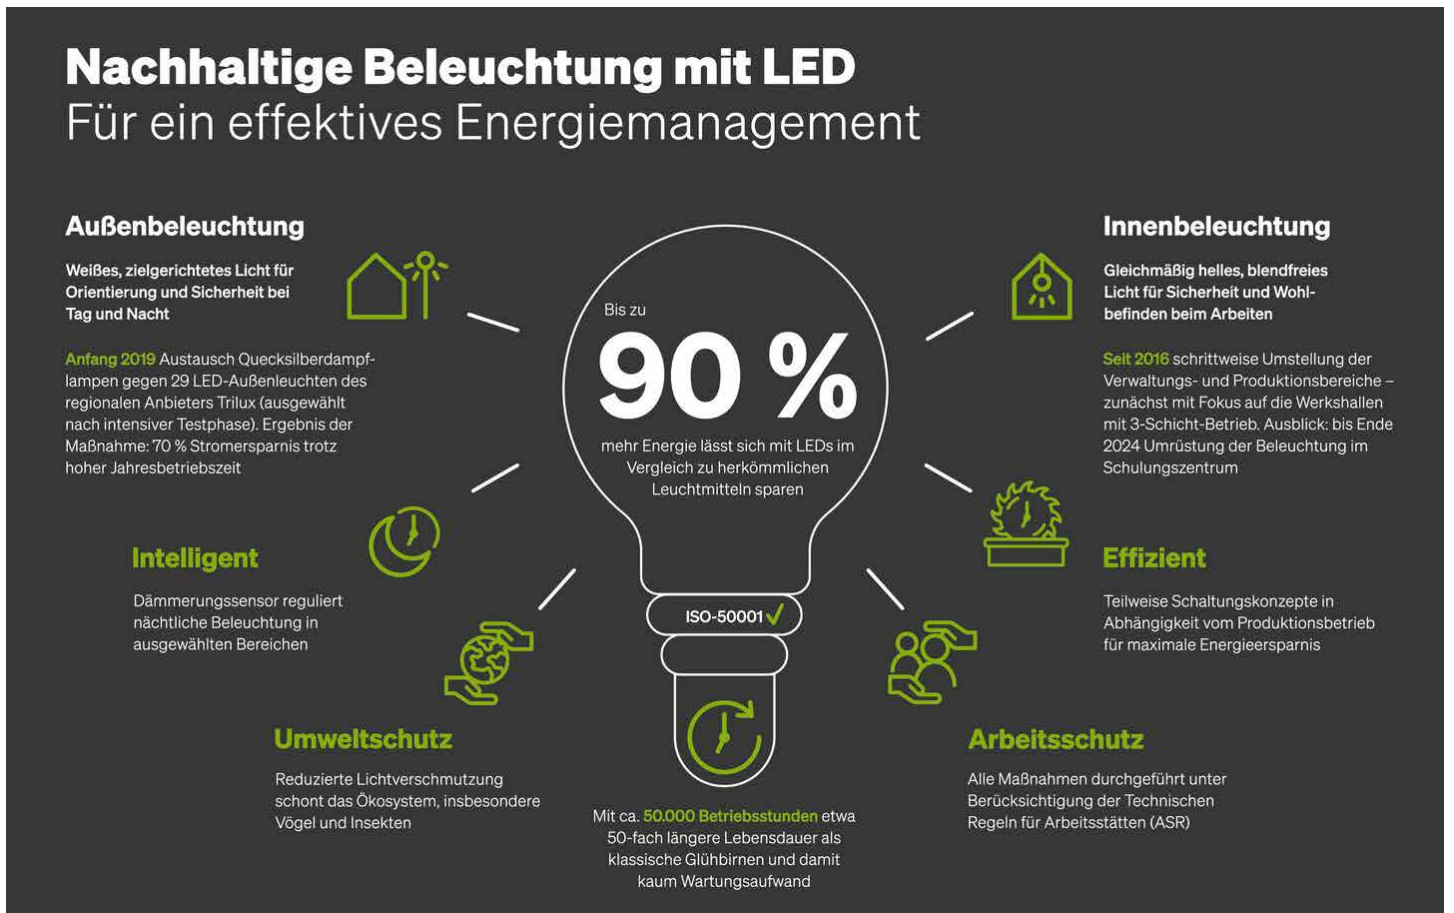 Nachhaltige Beleuchtung mit LED
Für ein effektives Energiemanagement
Außenbeleuchtung
Weißes, zielgerichtetes Licht für
Orientierung und Sicherheit bei
Tag und Nacht
Anfang 2019 Austausch Quecksilberdampf-
lampen gegen 29 LED-Außenleuchten des
regionalen Anbieters Trilux (ausgewählt
nach intensiver Testphase). Ergebnis der
Maßnahme: 70 % Stromersparnis trotz
hoher Jahresbetriebszeit
Intelligent
Dämmerungssensor reguliert
nächtliche Beleuchtung in
ausgewählten Bereichen
Umweltschutz
Reduzierte Lichtverschmutzung
schont das Ökosystem, insbesondere
Vögel und Insekten
Bis zu
90 %
mehr Energie lässt sich mit LEDs im
Vergleich zu herkömmlichen
Leuchtmitteln sparen
ISO-50001
Mit ca. 50.000 Betriebsstunden etwa
50-fach längere Lebensdauer als
klassische Glühbirnen und damit
kaum Wartungsaufwand
Innenbeleuchtung
Gleichmäßig helles, blendfreies
Licht für Sicherheit und Wohl-
befinden beim Arbeiten
Seit 2016 schrittweise Umstellung der
Verwaltungs- und Produktionsbereiche –
zunächst mit Fokus auf die Werkshallen
mit 3-Schicht-Betrieb. Ausblick: bis Ende
2024 Umrüstung der Beleuchtung im
Schulungszentrum
Effizient
Teilweise Schaltungskonzepte in
Abhängigkeit vom Produktionsbetrieb
für maximale Energieersparnis
Arbeitsschutz
Alle Maßnahmen durchgeführt unter
Berücksichtigung der Technischen
Regeln für Arbeitsstätten (ASR)